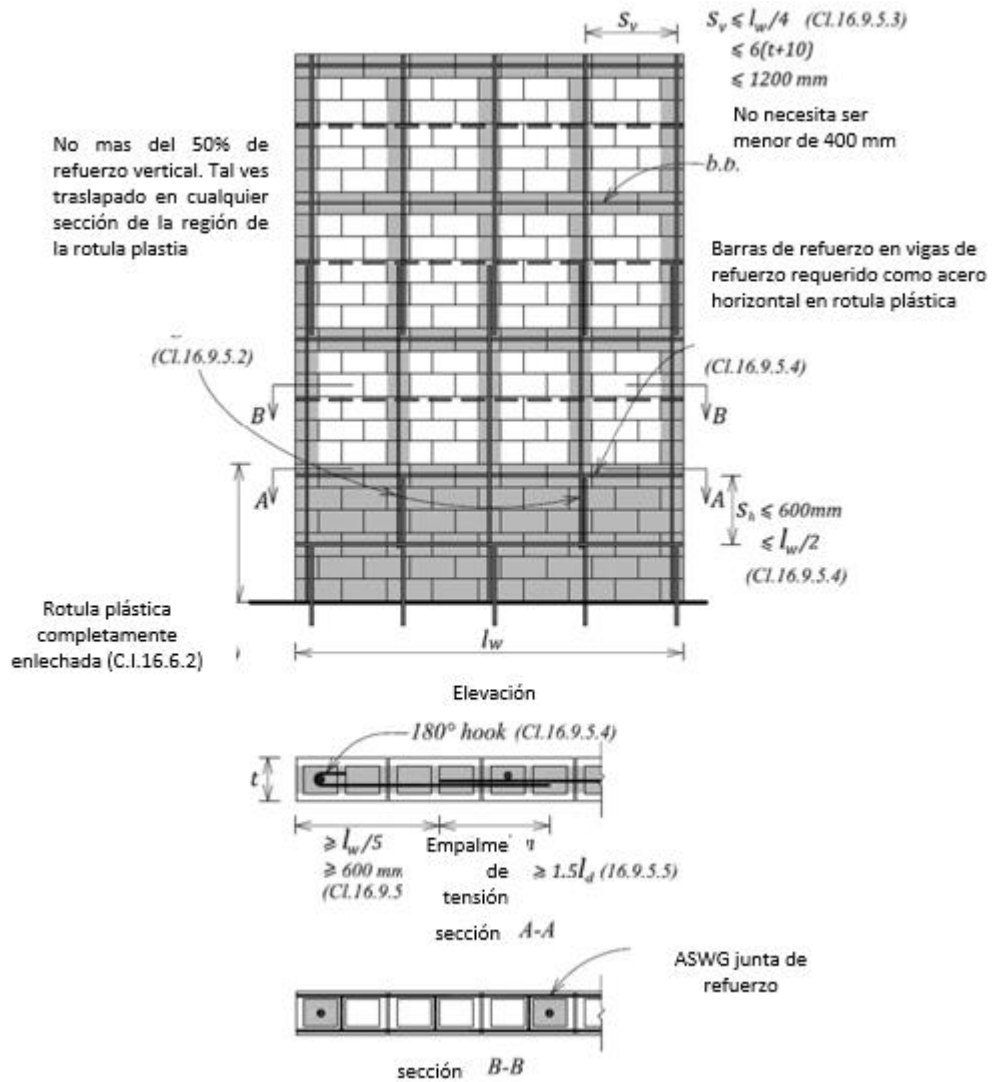 S_v
S_v ≤ l_w/4 (Cl.16.9.5.3)
≤ 6(t+10)
≤ 1200 mm
No necesita ser
menor de 400 mm
b.b.
No mas del 50% de
refuerzo vertical. Tal ves
traslapado en cualquier
sección de la región de
la rotula plastia
Barras de refuerzo en vigas de
refuerzo requerido como acero
horizontal en rotula plástica
(Cl.16.9.5.2)
(Cl.16.9.5.4)
B
B
A
A
S_h ≤ 600mm
≤ l_w/2
(Cl.16.9.5.4)
Rotula plástica
completamente
enlechada (C.I.16.6.2)
l_w
Elevación
180° hook (Cl.16.9.5.4)
t
≥ l_w/5
≥ 600 mm
(Cl.16.9.5
Empalme
de
tensión
≥ 1.5l_d (16.9.5.5)
sección A-A
ASWG junta de
refuerzo
sección B-B